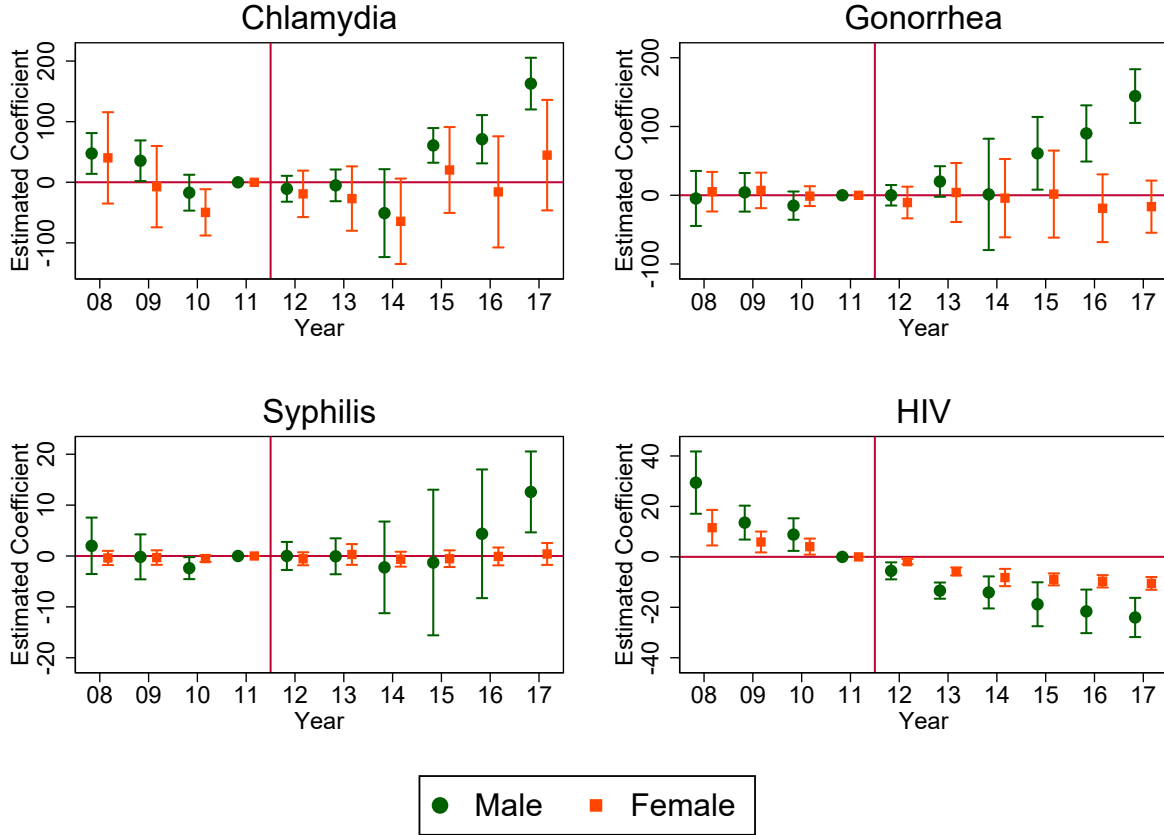 Chlamydia
Estimated Coefficient
200
100
0
-100
08 09 10 11 12 13 14 15 16 17
Year
Gonorrhea
Estimated Coefficient
200
100
0
-100
08 09 10 11 12 13 14 15 16 17
Year
Syphilis
Estimated Coefficient
20
10
0
-10
-20
08 09 10 11 12 13 14 15 16 17
Year
HIV
Estimated Coefficient
40
20
0
-20
-40
08 09 10 11 12 13 14 15 16 17
Year
Male Female